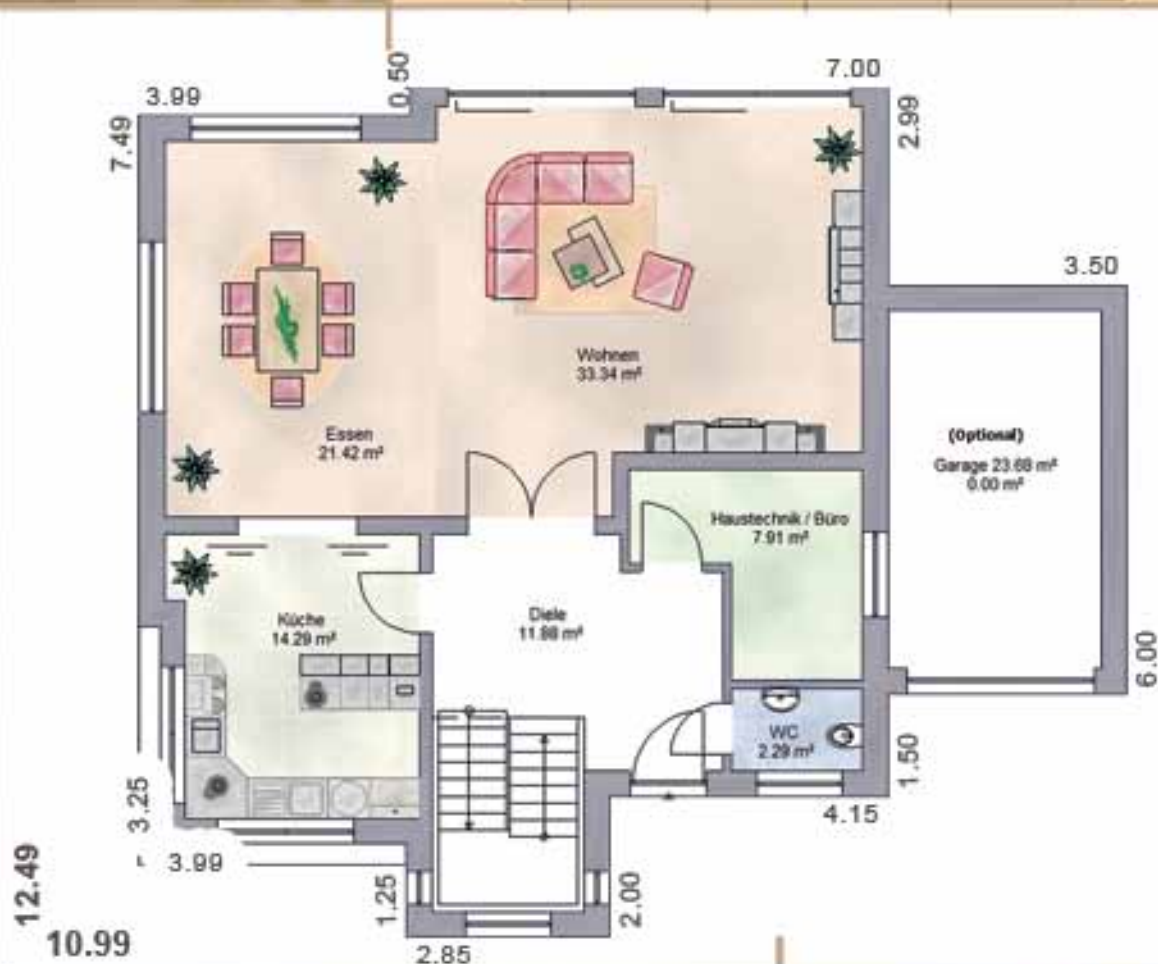 7.00
3.99
0.50
2.99
7.49
3.50
Wohnen
33.34 m²
Essen
21.42 m²
(Optional)
Garage 23.68 m²
0.00 m²
Haustechnik / Büro
7.91 m²
Küche
14.29 m²
Diele
11.88 m²
6.00
WC
2.29 m²
1.50
3.25
4.15
3.99
12.49
1.25
2.00
10.99
2.85